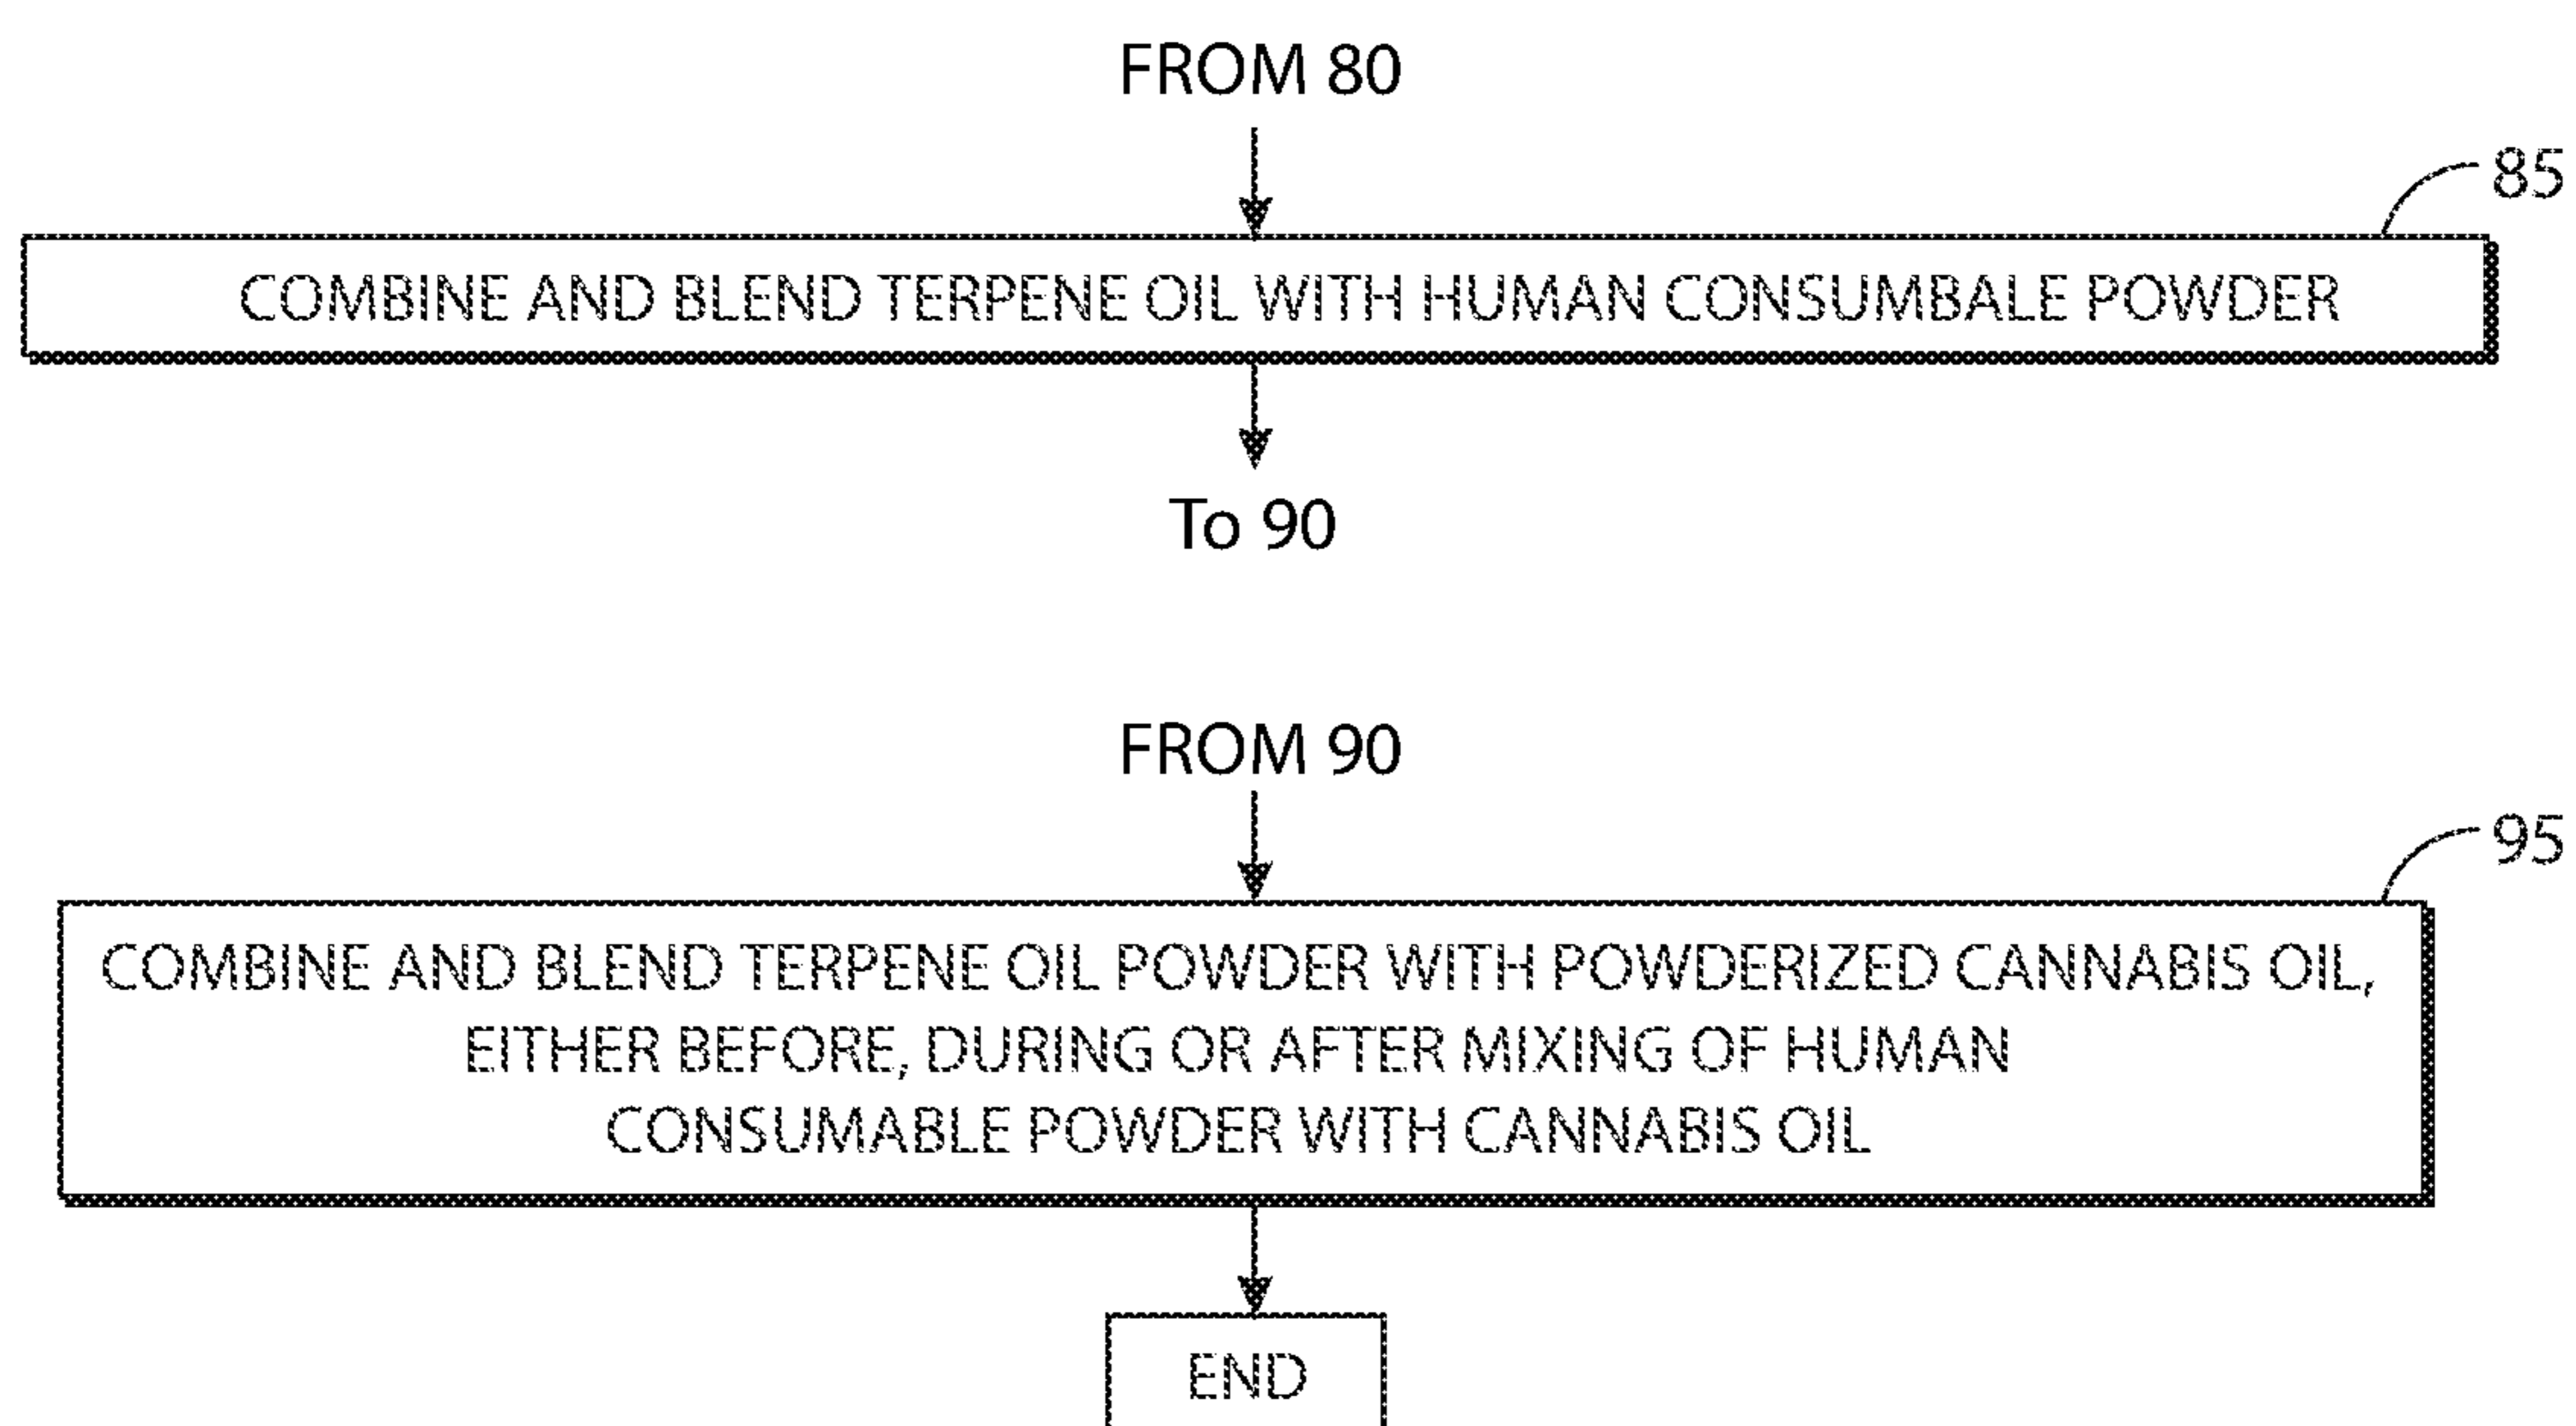 FROM 80
85
COMBINE AND BLEND TERPENE OIL WITH HUMAN CONSUMBALE POWDER
To 90
FROM 90
95
COMBINE AND BLEND TERPENE OIL POWDER WITH POWDERIZED CANNABIS OIL,
EITHER BEFORE, DURING OR AFTER MIXING OF HUMAN
CONSUMABLE POWDER WITH CANNABIS OIL
END